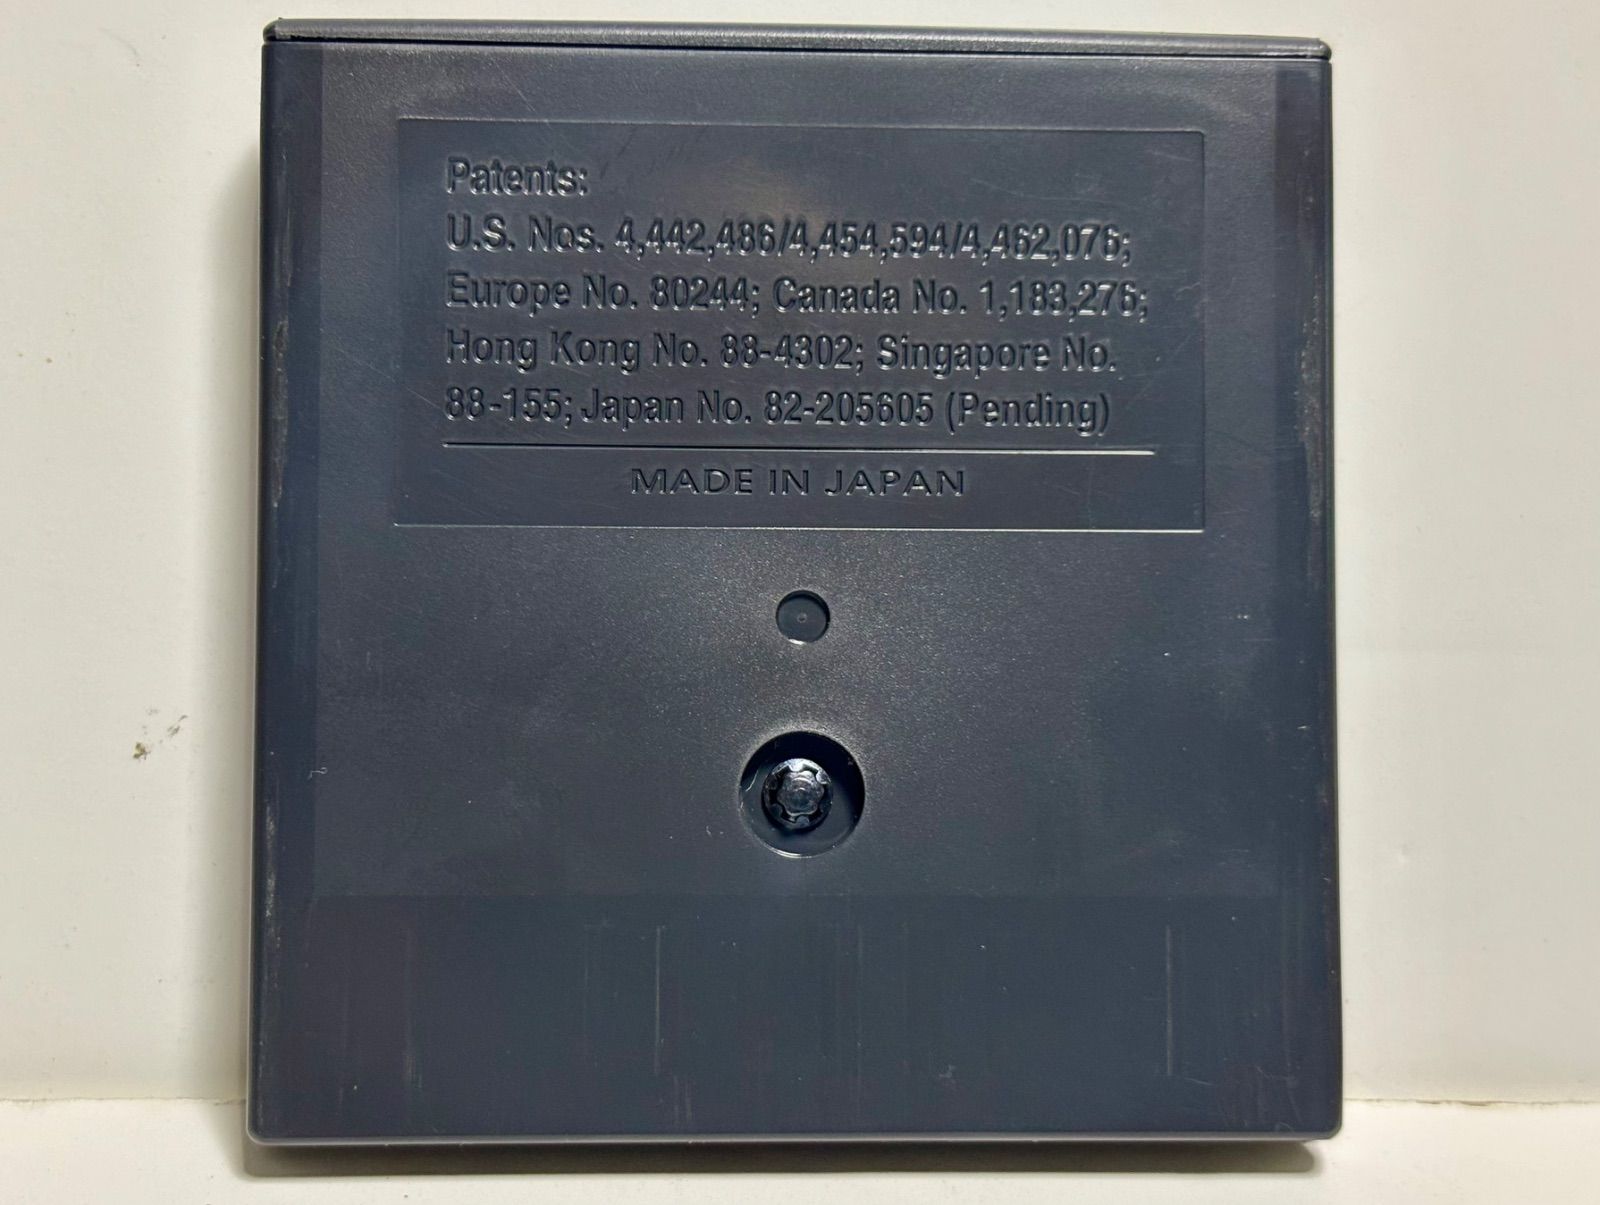 Patents:
U.S. Nos. 4,442,486/4,454,594/4,462,076;
Europe No. 80244; Canada No. 1,183,276;
Hong Kong No. 88-4302; Singapore No.
88-155; Japan No. 82-205605 (Pending)
MADE IN JAPAN